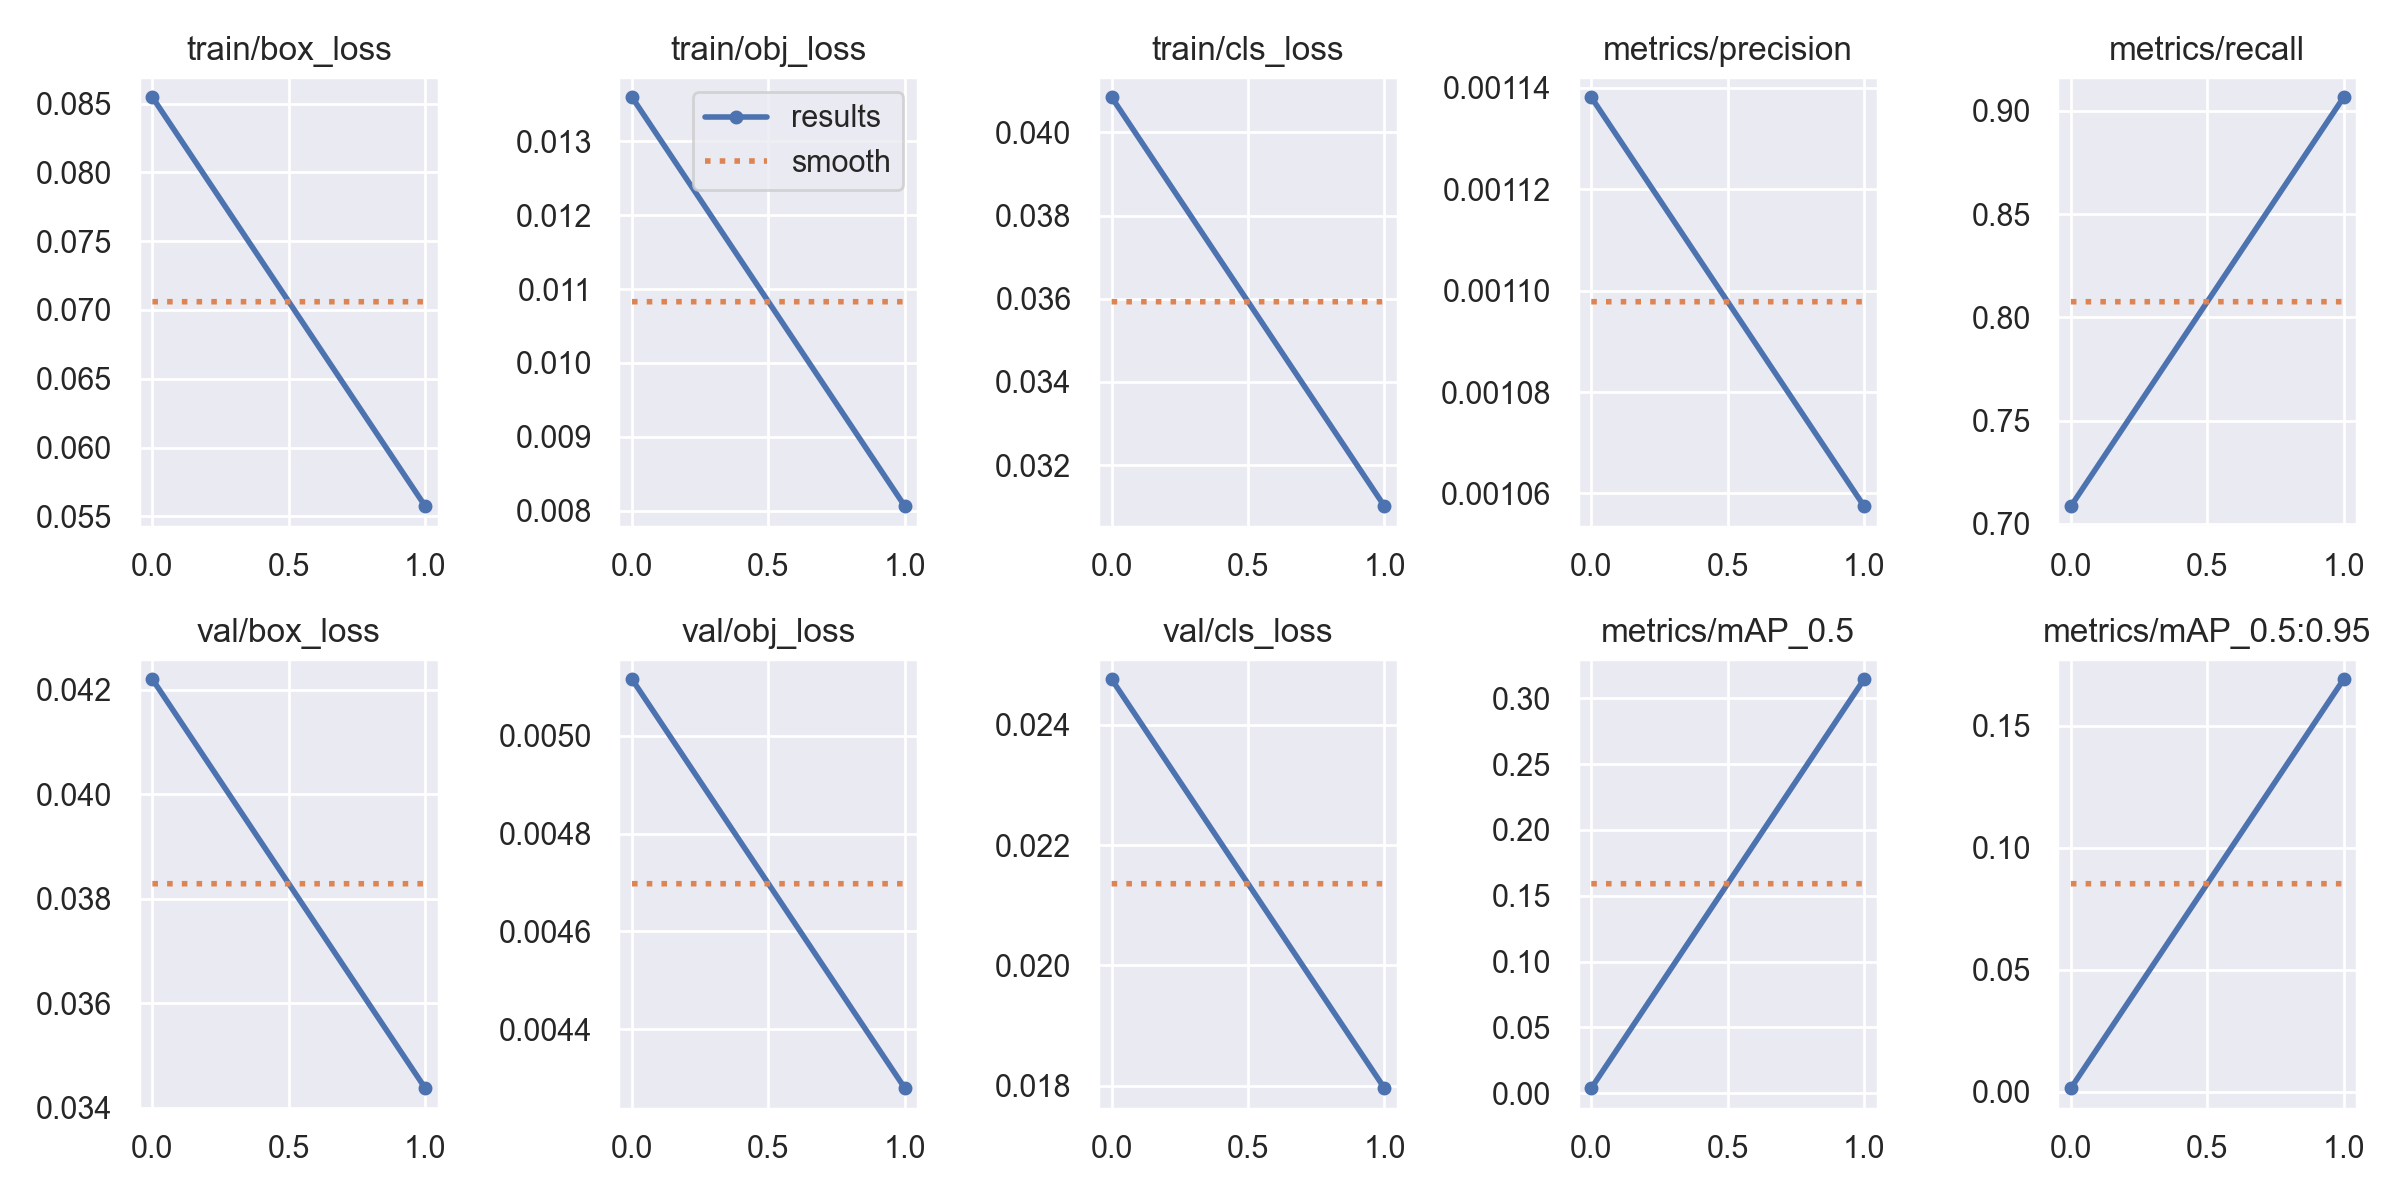 train/box_loss
0.085
0.080
0.075
0.070
0.065
0.060
0.055
0.0 0.5 1.0
train/obj_loss
results
smooth
0.013
0.012
0.011
0.010
0.009
0.008
0.0 0.5 1.0
train/cls_loss
0.040
0.038
0.036
0.034
0.032
0.0 0.5 1.0
metrics/precision
0.00114
0.00112
0.00110
0.00108
0.00106
0.0 0.5 1.0
metrics/recall
0.90
0.85
0.80
0.75
0.70
0.0 0.5 1.0
val/box_loss
0.042
0.040
0.038
0.036
0.034
0.0 0.5 1.0
val/obj_loss
0.0050
0.0048
0.0046
0.0044
0.0 0.5 1.0
val/cls_loss
0.024
0.022
0.020
0.018
0.0 0.5 1.0
metrics/mAP_0.5
0.30
0.25
0.20
0.15
0.10
0.05
0.00
0.0 0.5 1.0
metrics/mAP_0.5:0.95
0.15
0.10
0.05
0.00
0.0 0.5 1.0